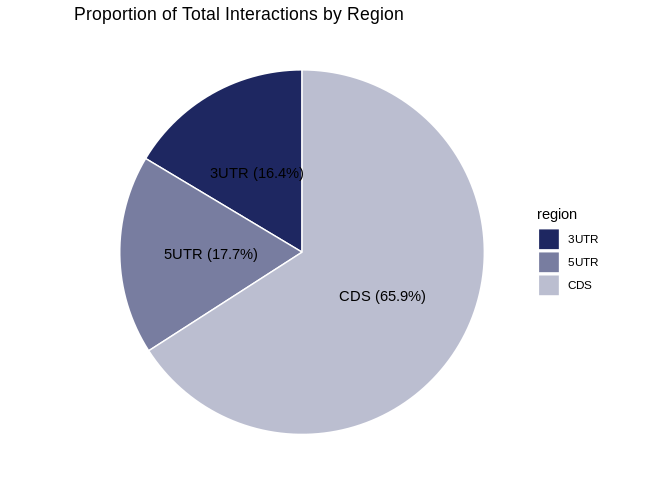 Proportion of Total Interactions by Region
3UTR (16.4%)
5UTR (17.7%)
CDS (65.9%)
region
3UTR
5UTR
CDS